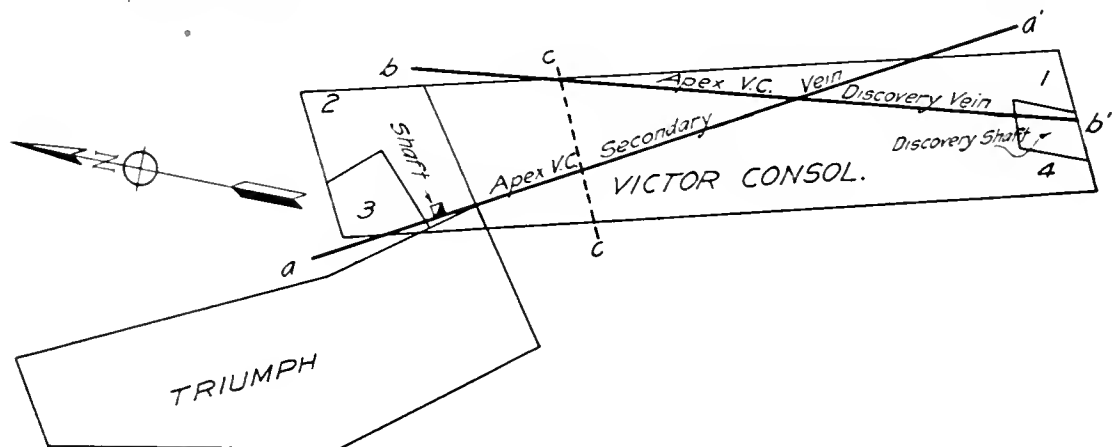 a'
b
c
1
Apex V.C. Vein
2
Discovery Vein
b'
Shaft
Discovery Shaft
N
Apex V.C. Secondary
4
VICTOR CONSOL.
3
c
a
TRIUMPH